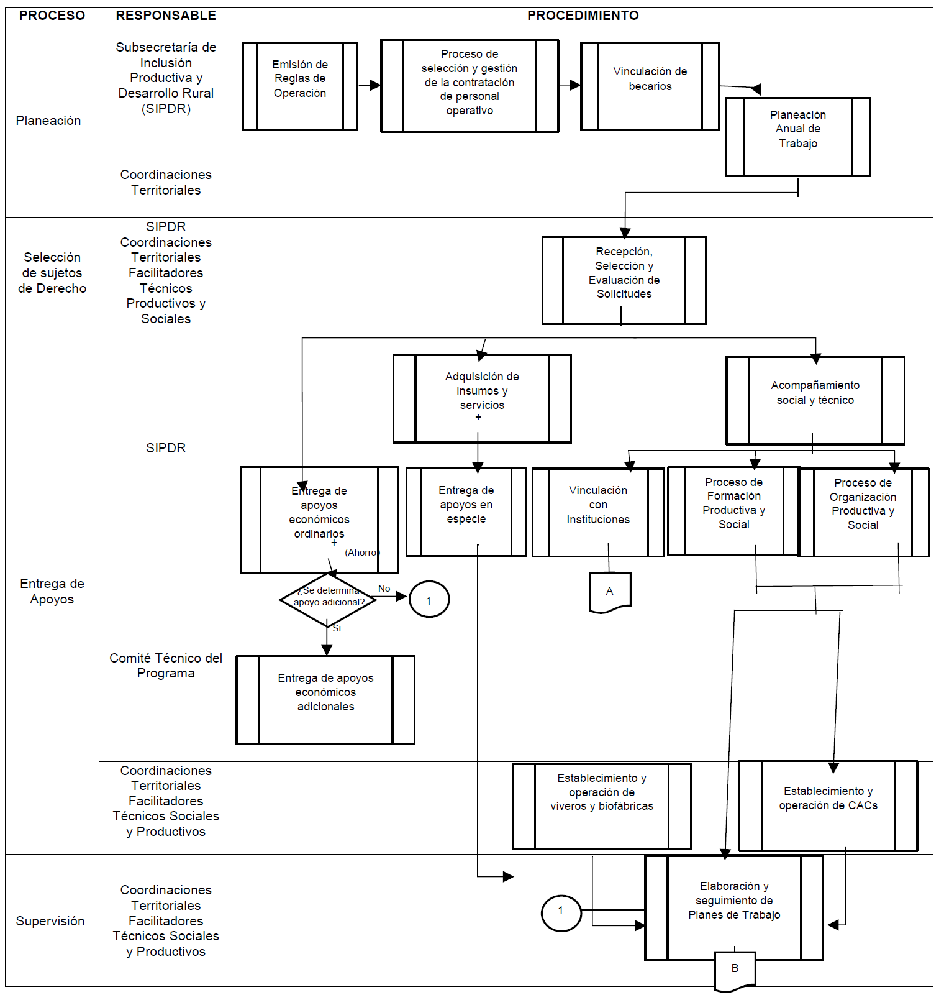 PROCESO
RESPONSABLE
PROCEDIMIENTO
Planeación
Subsecretaría de
Inclusión
Productiva y
Desarrollo Rural
(SIPDR)
Emisión de
Reglas de
Operación
Proceso de
selección y gestión
de la contratación
de personal
operativo
Vinculación de
becarios
Planeación
Anual de
Trabajo
Coordinaciones
Territoriales
Selección
de sujetos
de Derecho
SIPDR
Coordinaciones
Territoriales
Facilitadores
Técnicos
Productivos y
Sociales
Recepción,
Selección y
Evaluación de
Solicitudes
Entrega de
Apoyos
SIPDR
Adquisición de
insumos y
servicios
+
Acompañamiento
social y técnico
Entrega de
apoyos
económicos
ordinarios
+
(Ahorro)
Entrega de
apoyos en
especie
Vinculación
con
Instituciones
Proceso de
Formación
Productiva y
Social
Proceso de
Organización
Productiva y
Social
Comité Técnico del
Programa
¿Se determina
apoyo adicional?
No
1
Si
A
Entrega de apoyos
económicos
adicionales
Coordinaciones
Territoriales
Facilitadores
Técnicos Sociales
y Productivos
Establecimiento y
operación de
viveros y biofábricas
Establecimiento y
operación de CACs
Supervisión
Coordinaciones
Territoriales
Facilitadores
Técnicos Sociales
y Productivos
1
Elaboración y
seguimiento de
Planes de Trabajo
B